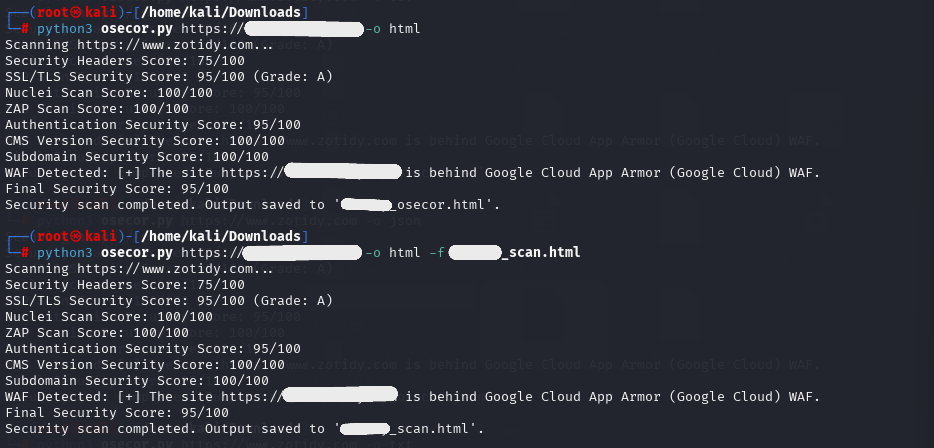 ┌──(root㉿kali)-[/home/kali/Downloads]
└─# python3 osecor.py https:// -o html
Scanning https://www.zotidy.com...
Security Headers Score: 75/100
SSL/TLS Security Score: 95/100 (Grade: A)
Nuclei Scan Score: 100/100
ZAP Scan Score: 100/100
Authentication Security Score: 95/100
CMS Version Security Score: 100/100
Subdomain Security Score: 100/100
WAF Detected: [+] The site https:// is behind Google Cloud App Armor (Google Cloud) WAF.
Final Security Score: 95/100
Security scan completed. Output saved to '_osecor.html'.
┌──(root㉿kali)-[/home/kali/Downloads]
└─# python3 osecor.py https:// -o html -f _scan.html
Scanning https://www.zotidy.com...
Security Headers Score: 75/100
SSL/TLS Security Score: 95/100 (Grade: A)
Nuclei Scan Score: 100/100
ZAP Scan Score: 100/100
Authentication Security Score: 95/100
CMS Version Security Score: 100/100
Subdomain Security Score: 100/100
WAF Detected: [+] The site https:// is behind Google Cloud App Armor (Google Cloud) WAF.
Final Security Score: 95/100
Security scan completed. Output saved to '_scan.html'.